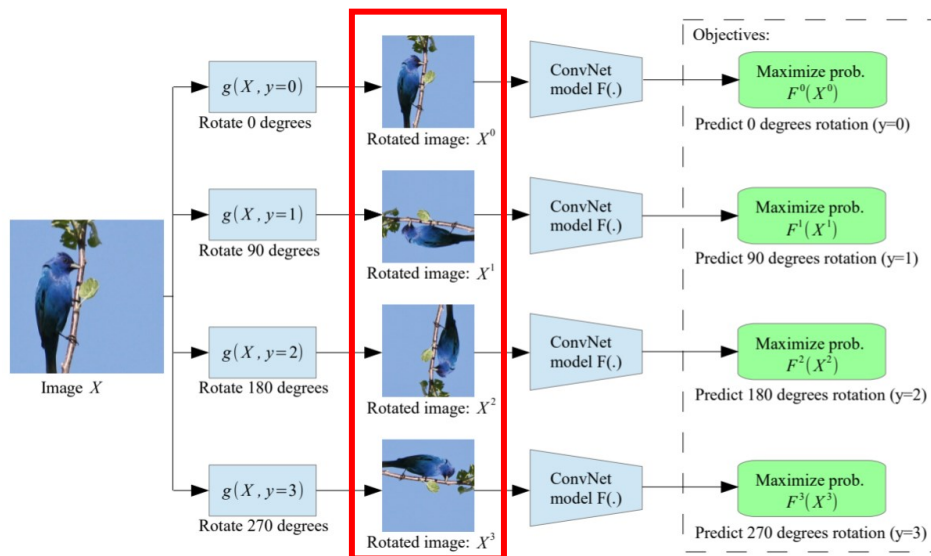 Objectives:
g(X, y=0)
Rotate 0 degrees
Rotated image: X⁰
ConvNet
model F(.)
Maximize prob.
F⁰(X⁰)
Predict 0 degrees rotation (y=0)
g(X, y=1)
Rotate 90 degrees
Rotated image: X¹
ConvNet
model F(.)
Maximize prob.
F¹(X¹)
Predict 90 degrees rotation (y=1)
Image X
g(X, y=2)
Rotate 180 degrees
Rotated image: X²
ConvNet
model F(.)
Maximize prob.
F²(X²)
Predict 180 degrees rotation (y=2)
g(X, y=3)
Rotate 270 degrees
Rotated image: X³
ConvNet
model F(.)
Maximize prob.
F³(X³)
Predict 270 degrees rotation (y=3)